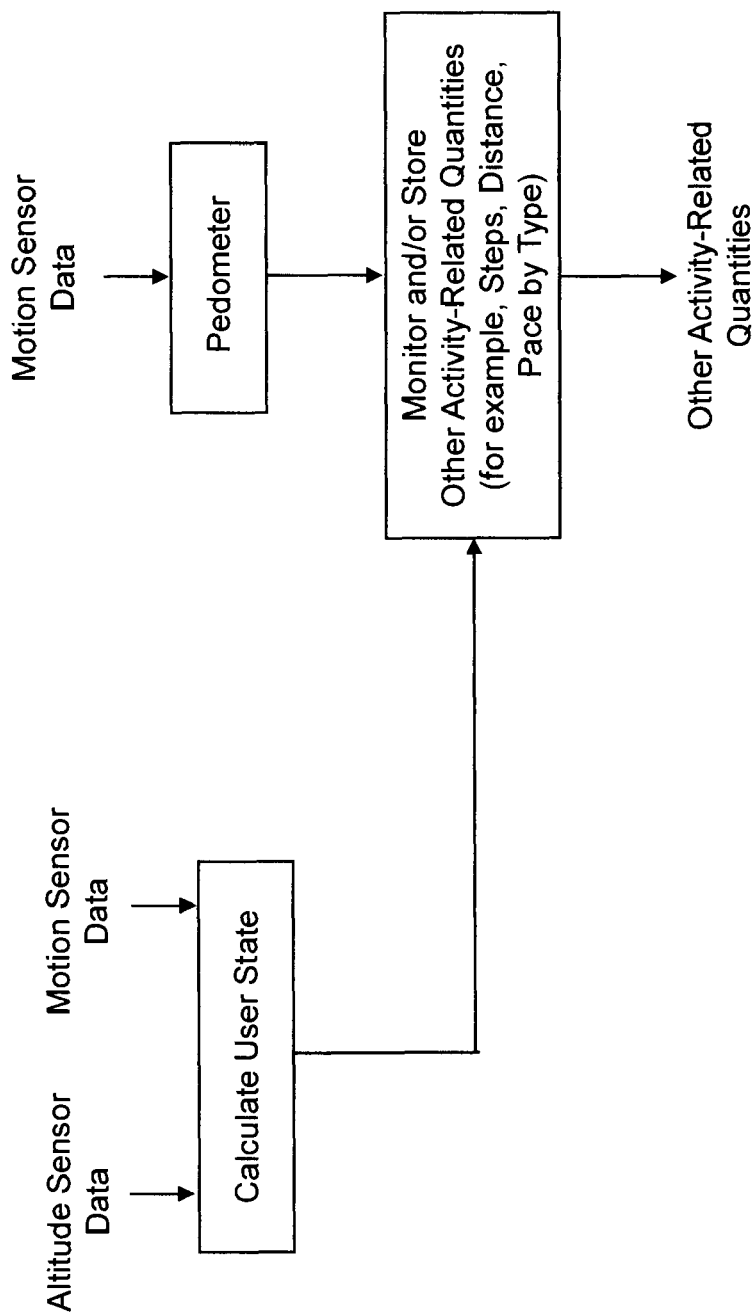 Altitude Sensor
Data
Motion Sensor
Data
Calculate User State
Motion Sensor
Data
Pedometer
Monitor and/or Store
Other Activity-Related Quantities
(for example, Steps, Distance,
Pace by Type)
Other Activity-Related
Quantities